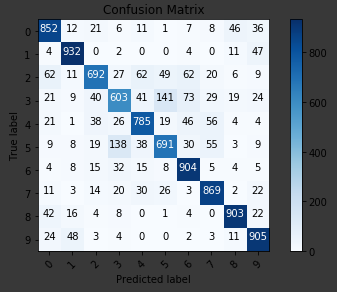 Confusion Matrix
0 852 12 21 6 11 1 7 8 46 36
1 4 932 0 2 0 0 4 0 11 47
2 62 11 692 27 62 49 62 20 6 9
3 21 9 40 603 41 141 73 29 19 24
4 21 1 38 26 785 19 46 56 4 4
5 9 8 19 138 38 691 30 55 3 9
6 4 8 15 32 15 8 904 5 4 5
7 11 3 14 20 30 26 3 869 2 22
8 42 16 4 8 0 1 4 0 903 22
9 24 48 3 4 0 0 2 3 11 905
0 1 2 3 4 5 6 7 8 9
True label
Predicted label
800
600
400
200
0